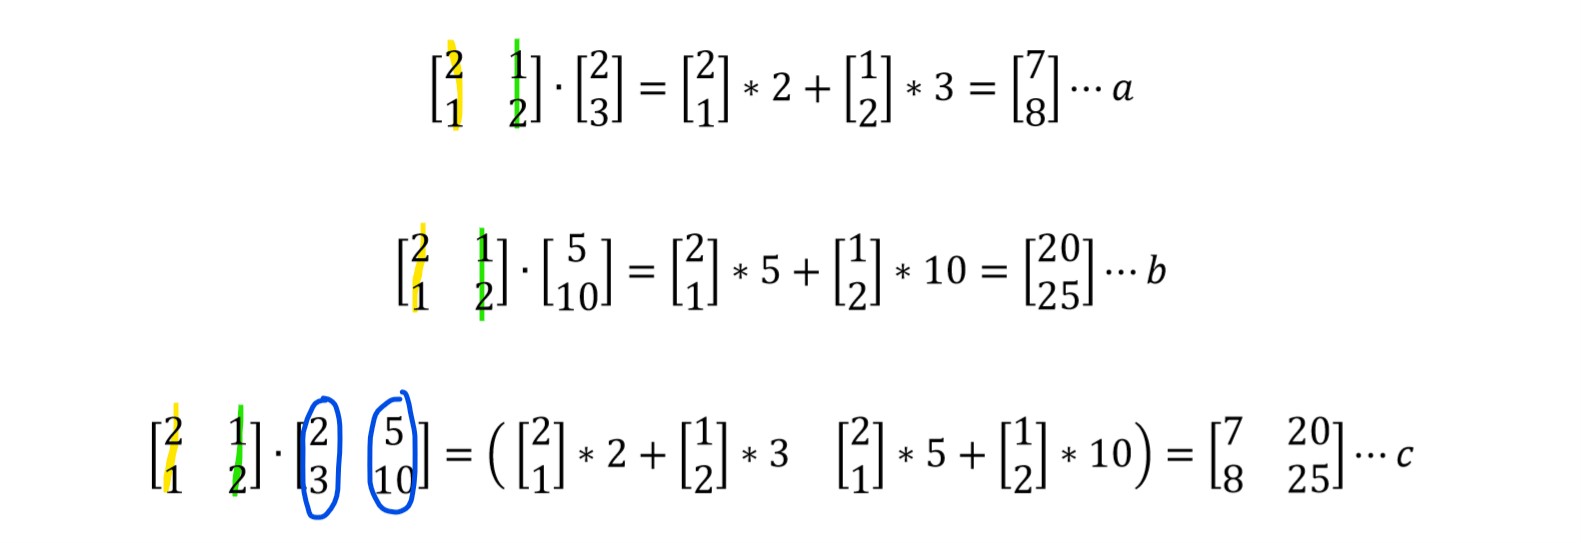 [2 1; 1 2] · [2; 3] = [2; 1] * 2 + [1; 2] * 3 = [7; 8] ⋯ a
[2 1; 1 2] · [5; 10] = [2; 1] * 5 + [1; 2] * 10 = [20; 25] ⋯ b
[2 1; 1 2] · [2 5; 3 10] = ([2; 1] * 2 + [1; 2] * 3 [2; 1] * 5 + [1; 2] * 10) = [7 20; 8 25] ⋯ c